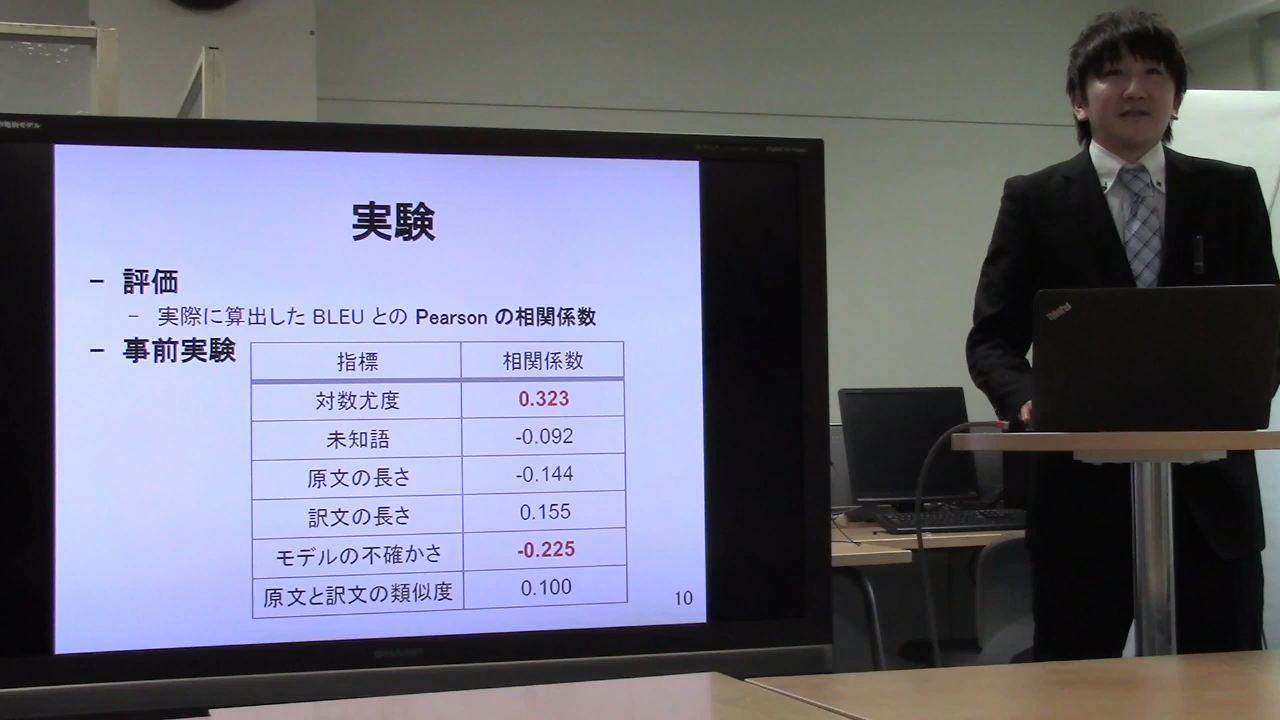 実験
- 評価
- 実際に算出した BLEU との Pearson の相関係数
- 事前実験
指標 相関係数
対数尤度 0.323
未知語 -0.092
原文の長さ -0.144
訳文の長さ 0.155
モデルの不確かさ -0.225
原文と訳文の類似度 0.100
10
ThinkPad